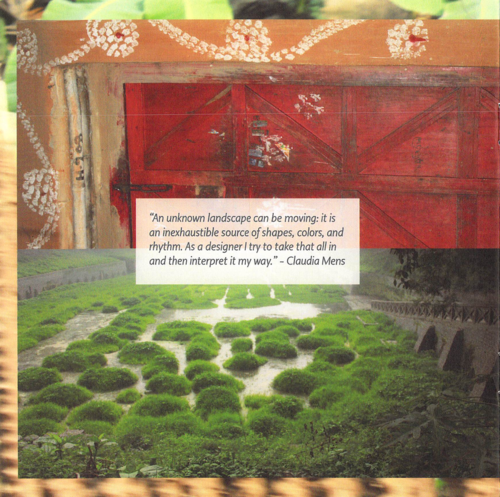 “An unknown landscape can be moving: it is
an inexhaustible source of shapes, colors, and
rhythm. As a designer I try to take that all in
and then interpret it my way.” – Claudia Mens